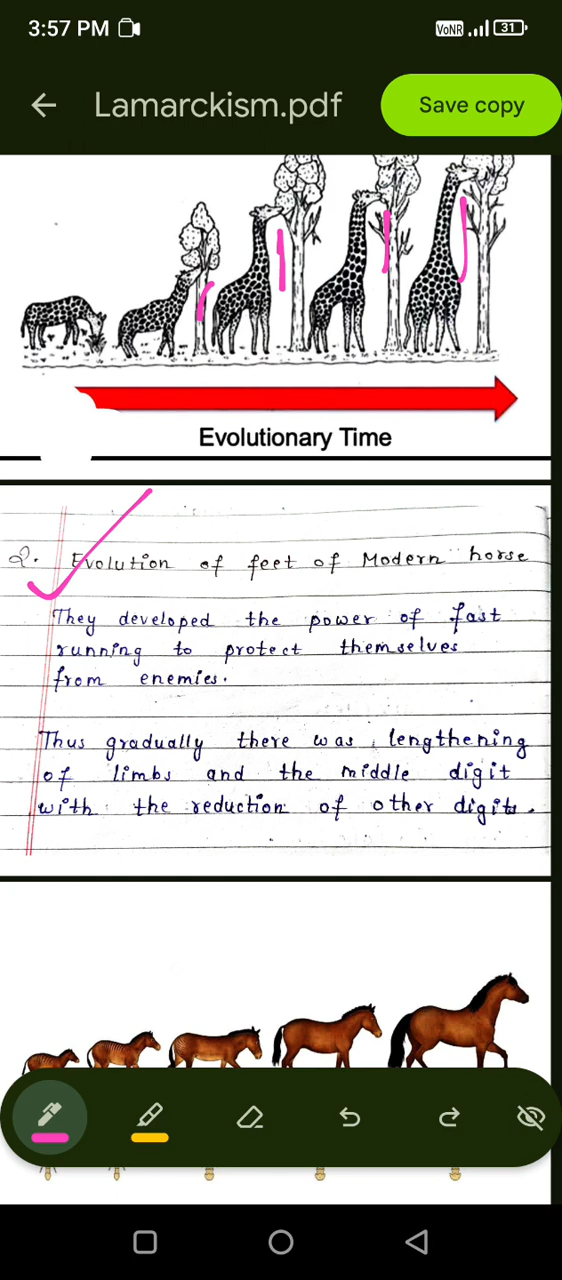 3:57 PM
VoNR 31
Lamarckism.pdf
Save copy
Evolutionary Time
2. Evolution of feet of Modern horse
They developed the power of fast
running to protect themselves
from enemies.
Thus gradually there was lengthening
of limbs and the middle digit
with the reduction of other digits.